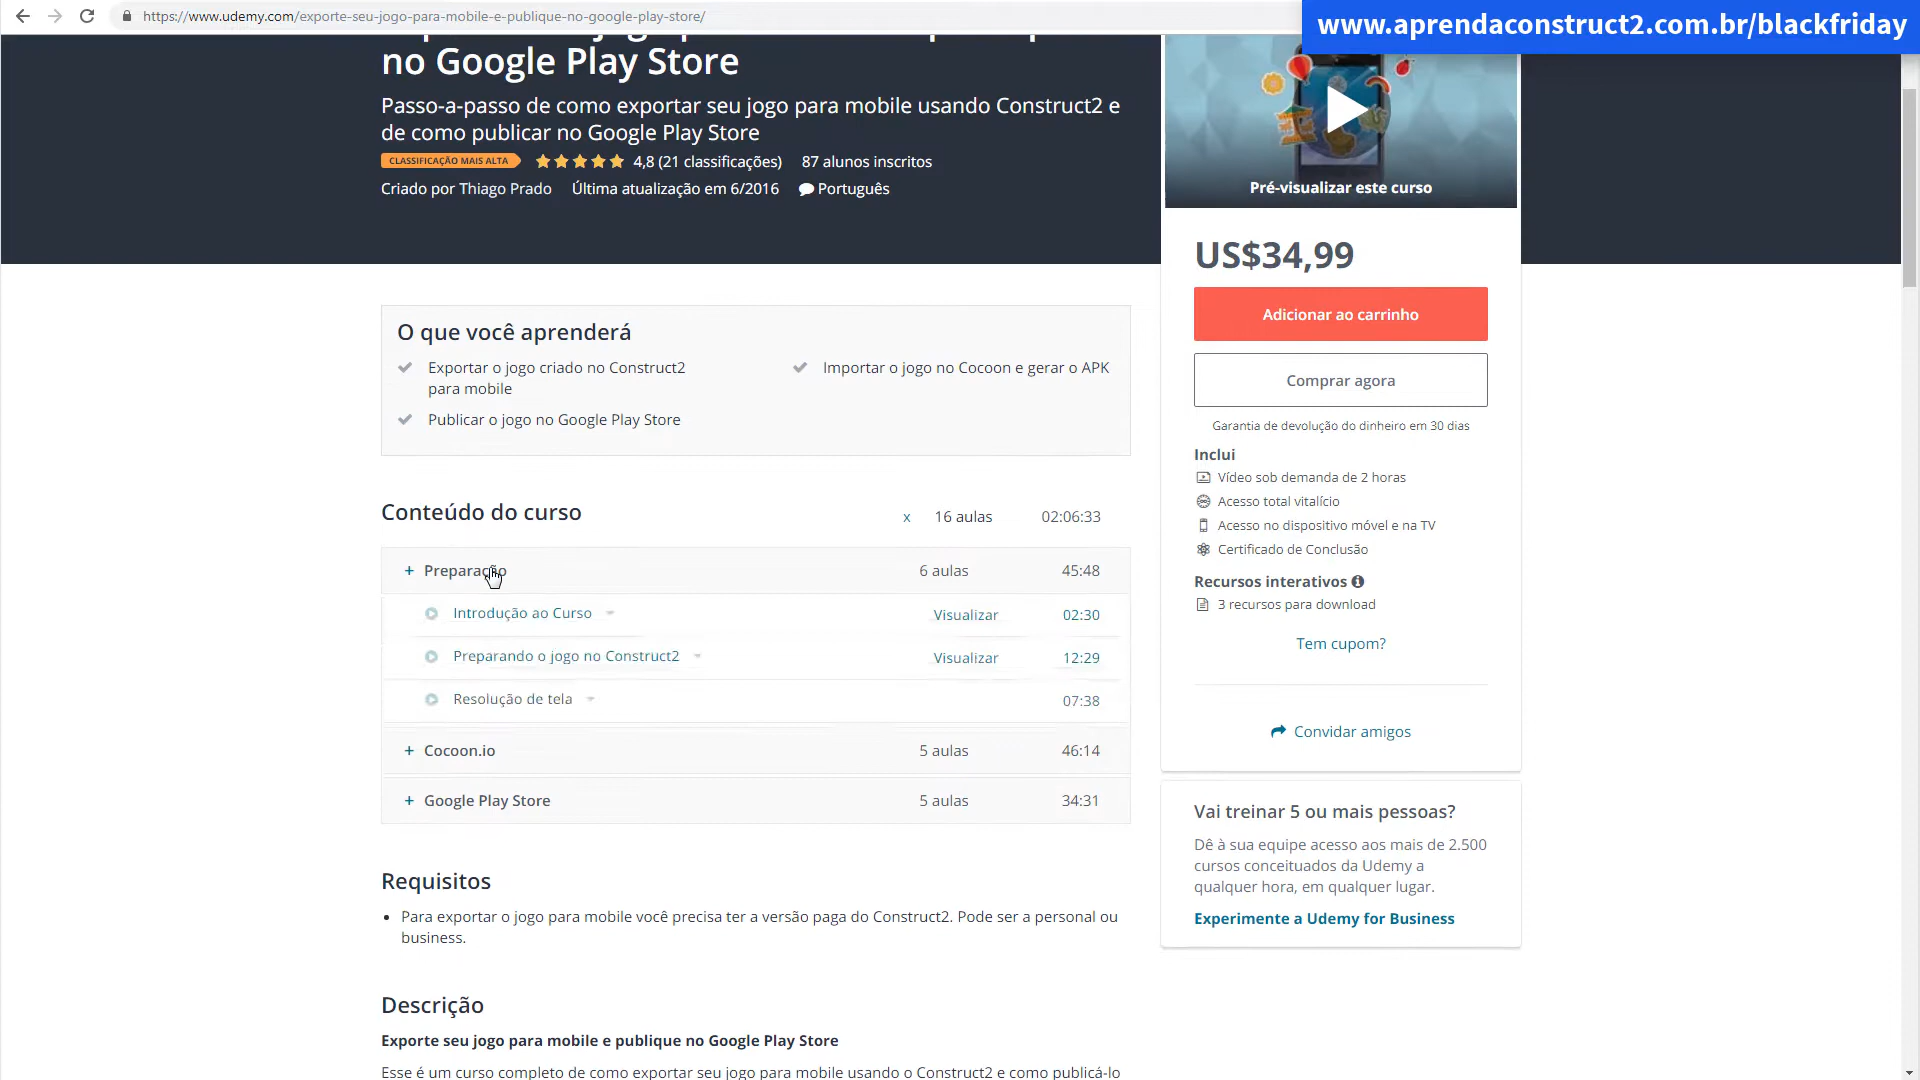 https://www.udemy.com/exporte-seu-jogo-para-mobile-e-publique-no-google-play-store/
www.aprendaconstruct2.com.br/blackfriday
no Google Play Store
Passo-a-passo de como exportar seu jogo para mobile usando Construct2 e
de como publicar no Google Play Store
CLASSIFICAÇÃO MAIS ALTA 4,8 (21 classificações) 87 alunos inscritos
Criado por Thiago Prado Última atualização em 6/2016 Português
Pré-visualizar este curso
US$34,99
Adicionar ao carrinho
Comprar agora
Garantia de devolução do dinheiro em 30 dias
Inclui
Vídeo sob demanda de 2 horas
Acesso total vitalício
Acesso no dispositivo móvel e na TV
Certificado de Conclusão
Recursos interativos
3 recursos para download
Tem cupom?
Convidar amigos
Vai treinar 5 ou mais pessoas?
Dê à sua equipe acesso aos mais de 2.500
cursos conceituados da Udemy a
qualquer hora, em qualquer lugar.
Experimente a Udemy for Business
O que você aprenderá
Exportar o jogo criado no Construct2
para mobile
Importar o jogo no Cocoon e gerar o APK
Publicar o jogo no Google Play Store
Conteúdo do curso x 16 aulas 02:06:33
+ Preparação 6 aulas 45:48
Introdução ao Curso Visualizar 02:30
Preparando o jogo no Construct2 Visualizar 12:29
Resolução de tela 07:38
+ Cocoon.io 5 aulas 46:14
+ Google Play Store 5 aulas 34:31
Requisitos
• Para exportar o jogo para mobile você precisa ter a versão paga do Construct2. Pode ser a personal ou
business.
Descrição
Exporte seu jogo para mobile e publique no Google Play Store
Esse é um curso completo de como exportar seu jogo para mobile usando o Construct2 e como publicá-lo